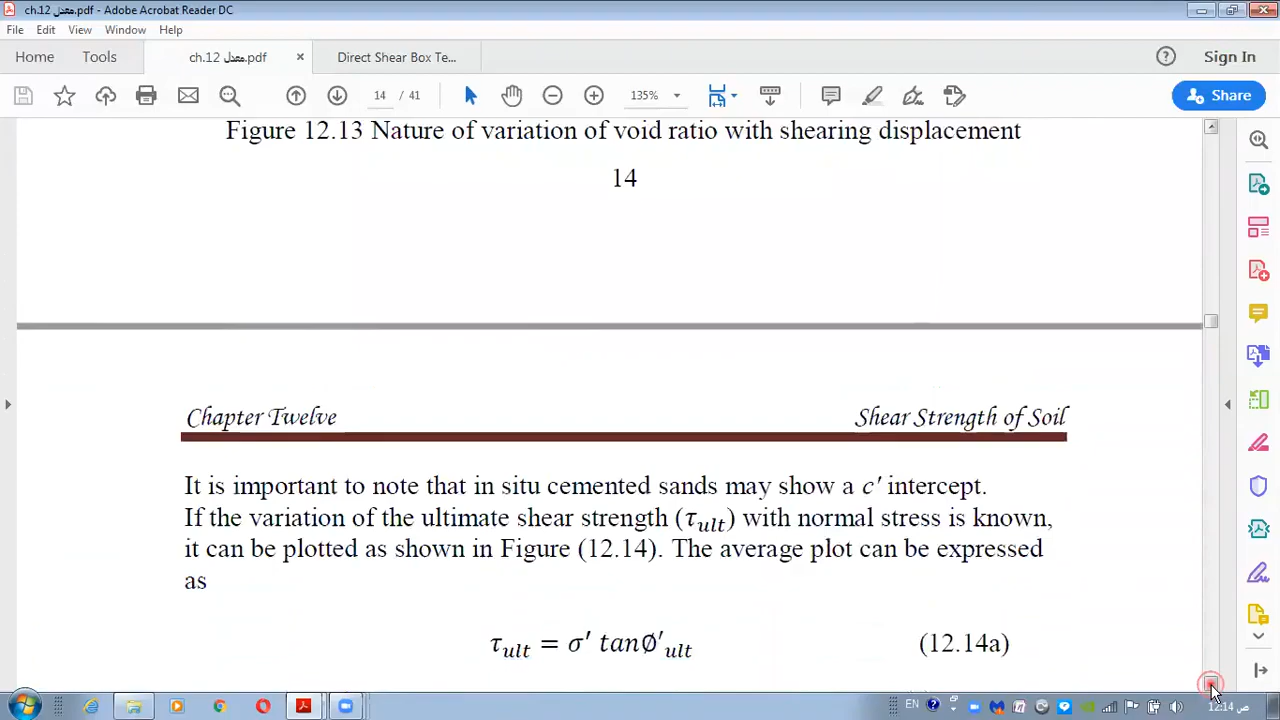 ch.12 معدل.pdf - Adobe Acrobat Reader DC
File Edit View Window Help
Home Tools ch.12 معدل.pdf × Direct Shear Box Te... ? Sign In
14 / 41 135% Share
Figure 12.13 Nature of variation of void ratio with shearing displacement
14
Chapter Twelve Shear Strength of Soil
It is important to note that in situ cemented sands may show a c′ intercept.
If the variation of the ultimate shear strength (τult) with normal stress is known,
it can be plotted as shown in Figure (12.14). The average plot can be expressed
as
τult = σ′ tanØ′ult (12.14a)
EN ? 12:14 ص